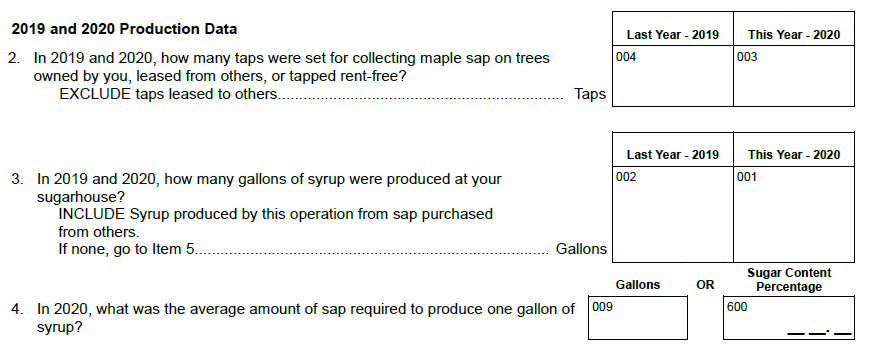 2019 and 2020 Production Data
Last Year - 2019 This Year - 2020
2. In 2019 and 2020, how many taps were set for collecting maple sap on trees
004 003
owned by you, leased from others, or tapped rent-free?
EXCLUDE taps leased to others................................................................................ Taps
Last Year - 2019 This Year - 2020
3. In 2019 and 2020, how many gallons of syrup were produced at your
002 001
sugarhouse?
INCLUDE Syrup produced by this operation from sap purchased
from others.
If none, go to Item 5.......................................................................................... Gallons
Gallons OR Sugar Content
Percentage
4. In 2020, what was the average amount of sap required to produce one gallon of
009 600
syrup?
__ __.__